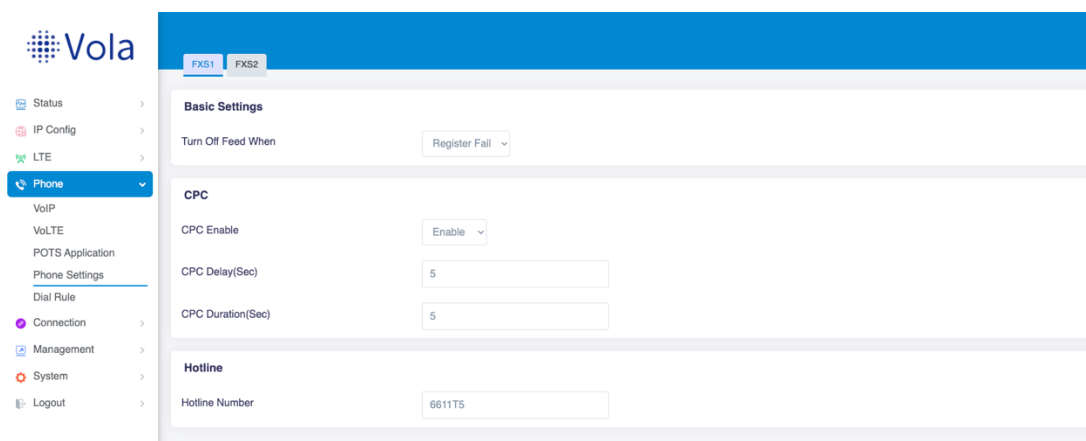 Vola
FXS1 FXS2
Status
IP Config
LTE
Phone
VoIP
VoLTE
POTS Application
Phone Settings
Dial Rule
Connection
Management
System
Logout
Basic Settings
Turn Off Feed When Register Fail
CPC
CPC Enable Enable
CPC Delay(Sec) 5
CPC Duration(Sec) 5
Hotline
Hotline Number 6611T5